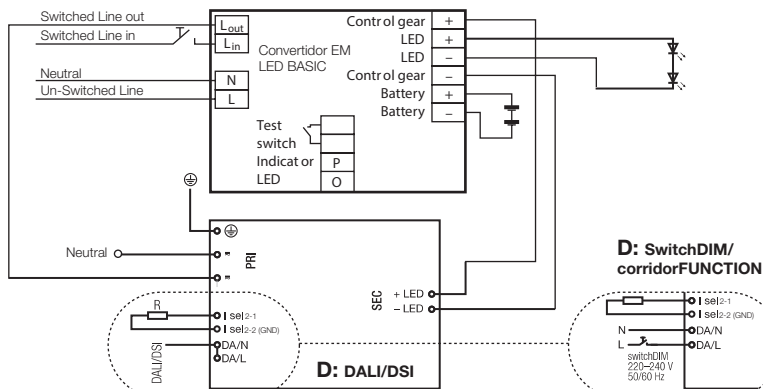 Switched Line out
Switched Line in
Neutral
Un-Switched Line
Lout
Lin
N
L
Convertidor EM
LED BASIC
Control gear +
LED +
LED –
Control gear –
Battery +
Battery –
Test
switch
Indicator
LED
P
O
Neutral
PRI
SEC
+ LED
– LED
R
I sel2-1
I sel2-2 (GND)
DA/N
DA/L
DALI/DSI
D: DALI/DSI
D: SwitchDIM/
corridorFUNCTION
I sel2-1
I sel2-2 (GND)
N
DA/N
L
DA/L
switchDIM
220–240 V
50/60 Hz